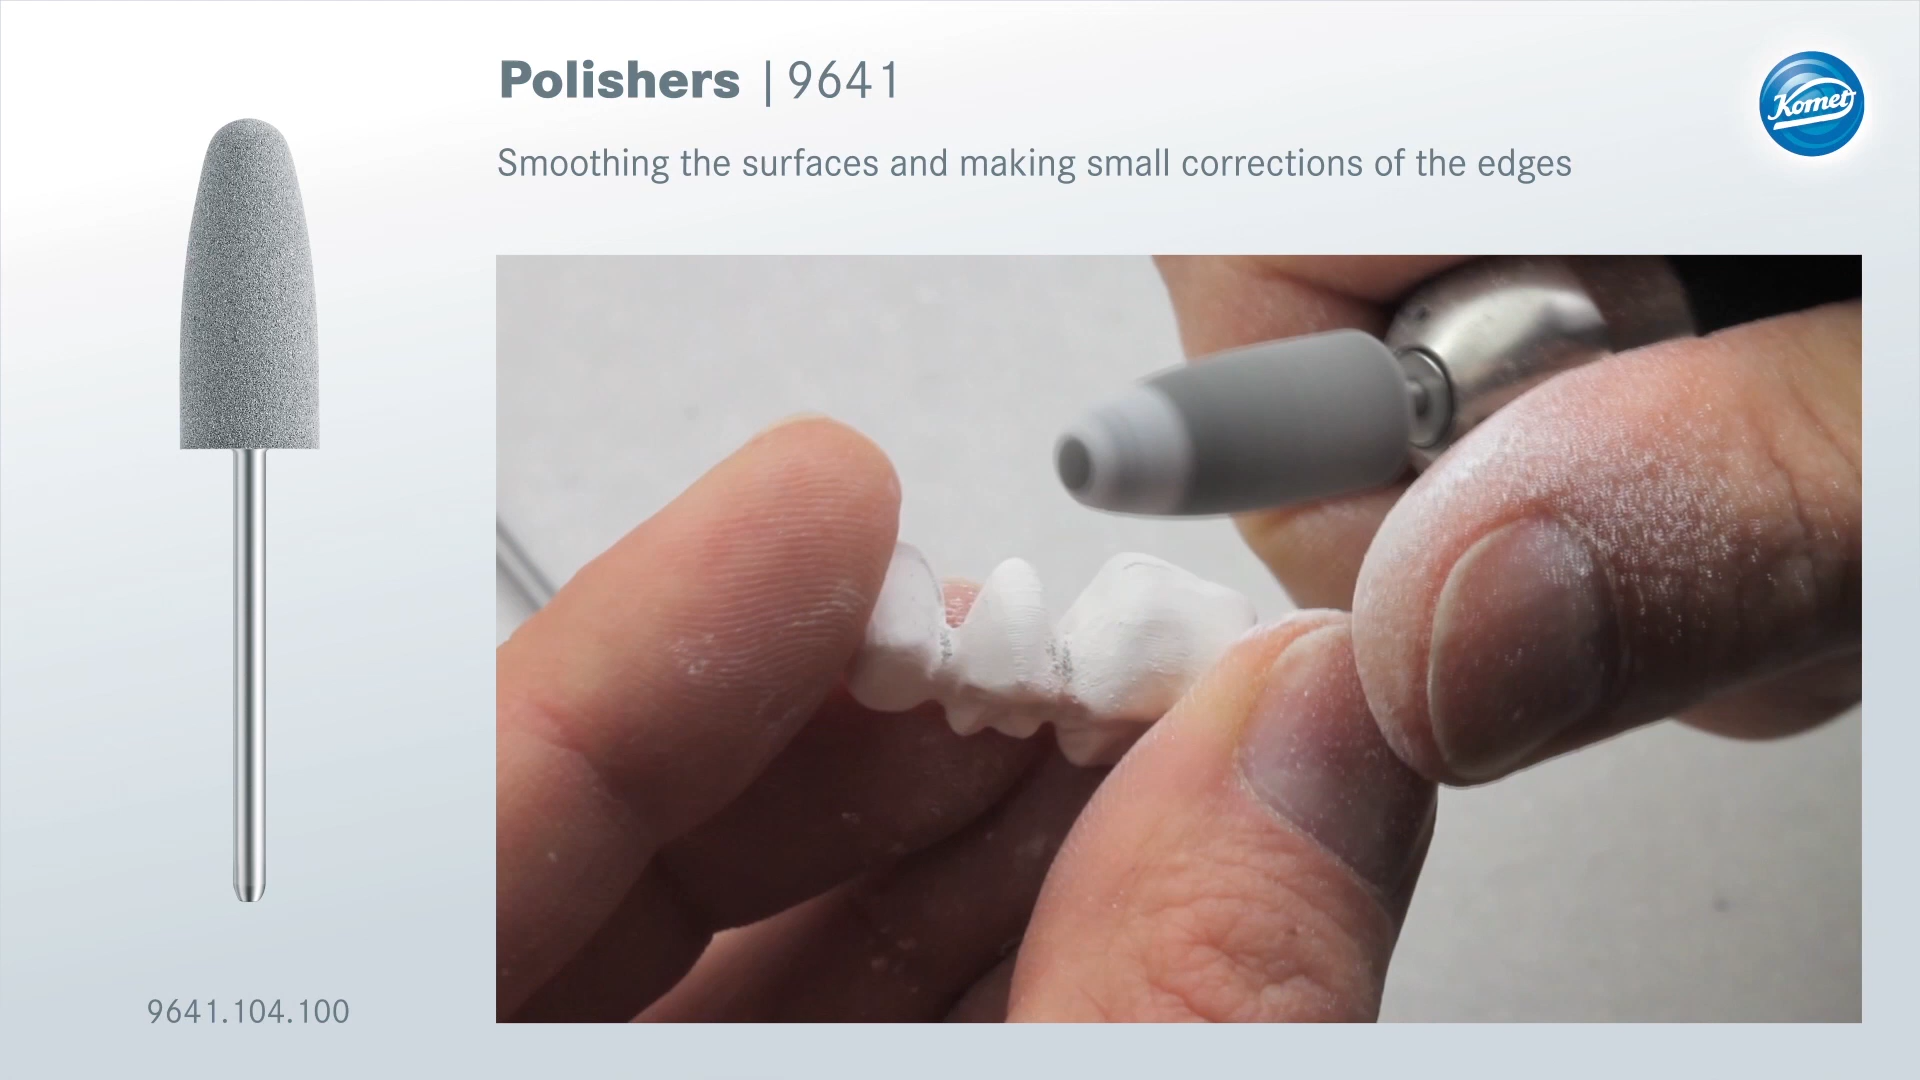 Polishers | 9641
Komet
Smoothing the surfaces and making small corrections of the edges
9641.104.100